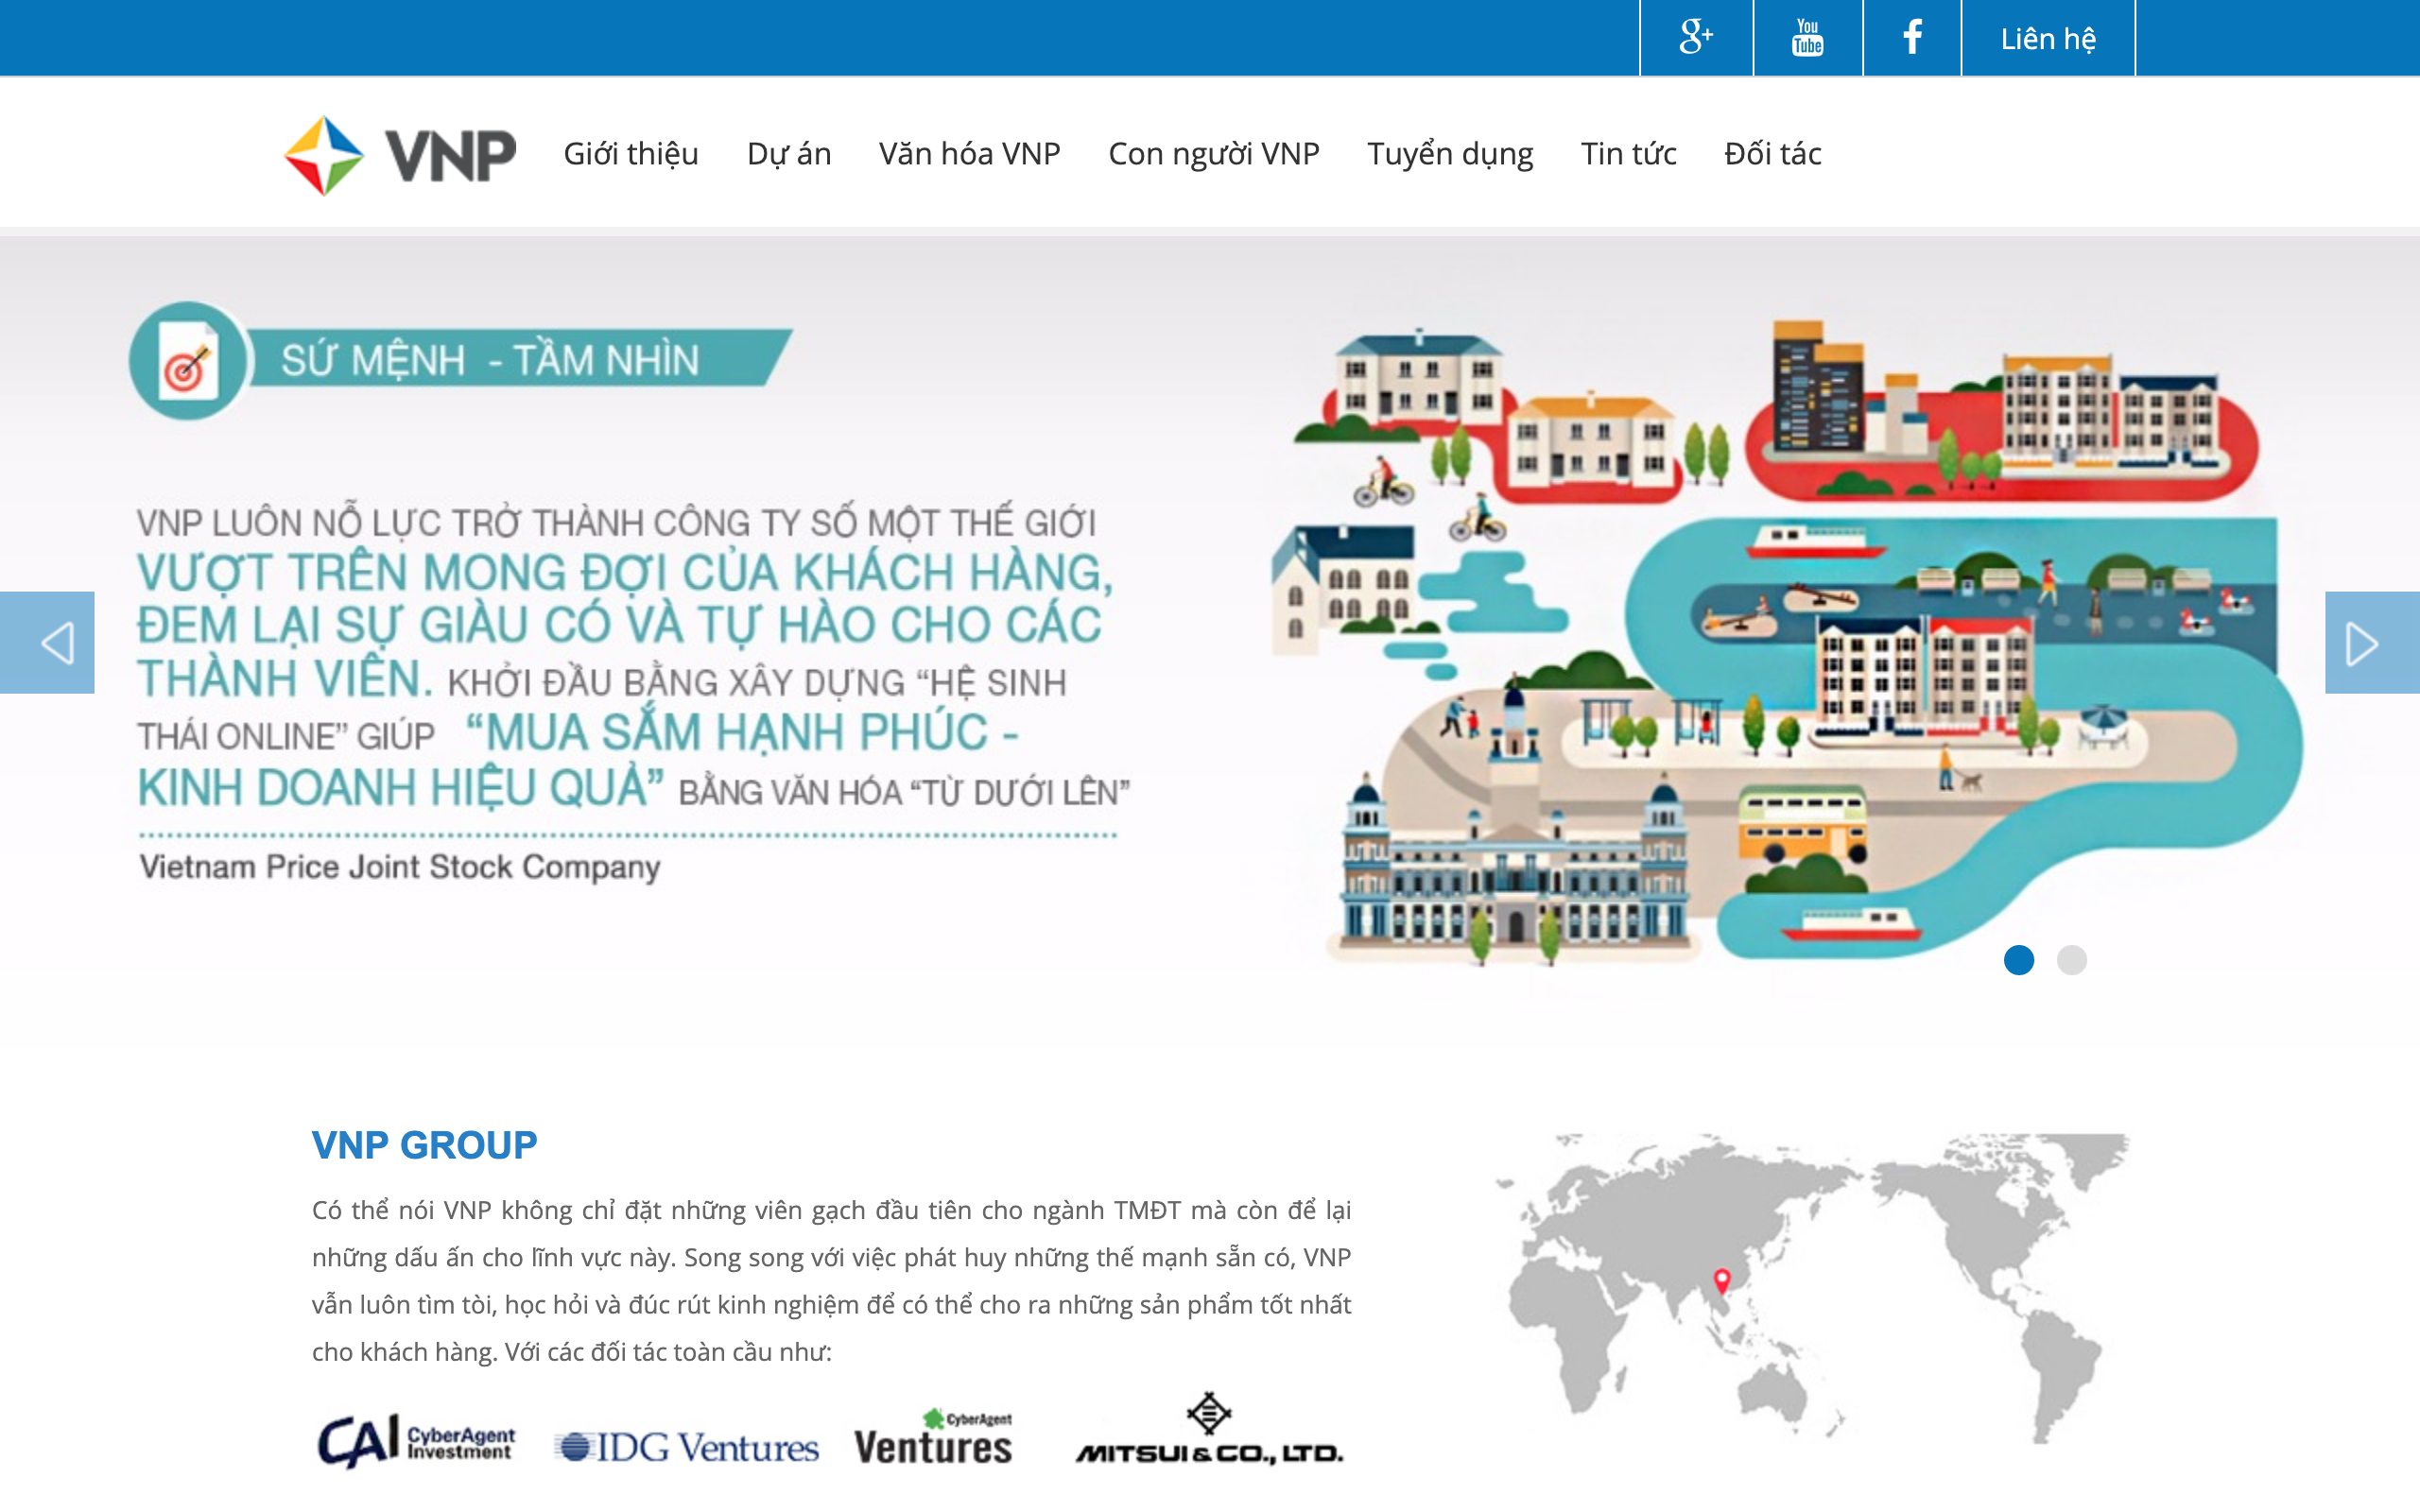 g+
You
Tube
f
Liên hệ
VNP
Giới thiệu
Dự án
Văn hóa VNP
Con người VNP
Tuyển dụng
Tin tức
Đối tác
SỨ MỆNH - TẦM NHÌN
VNP LUÔN NỖ LỰC TRỞ THÀNH CÔNG TY SỐ MỘT THẾ GIỚI
VƯỢT TRÊN MONG ĐỢI CỦA KHÁCH HÀNG,
ĐEM LẠI SỰ GIÀU CÓ VÀ TỰ HÀO CHO CÁC
THÀNH VIÊN. KHỞI ĐẦU BẰNG XÂY DỰNG “HỆ SINH
THÁI ONLINE” GIÚP “MUA SẮM HẠNH PHÚC -
KINH DOANH HIỆU QUẢ” BẰNG VĂN HÓA “TỪ DƯỚI LÊN”
Vietnam Price Joint Stock Company
VNP GROUP
Có thể nói VNP không chỉ đặt những viên gạch đầu tiên cho ngành TMĐT mà còn để lại
những dấu ấn cho lĩnh vực này. Song song với việc phát huy những thế mạnh sẵn có, VNP
vẫn luôn tìm tòi, học hỏi và đúc rút kinh nghiệm để có thể cho ra những sản phẩm tốt nhất
cho khách hàng. Với các đối tác toàn cầu như:
CAI CyberAgent
Investment
IDG Ventures
CyberAgent
Ventures
MITSUI & CO., LTD.